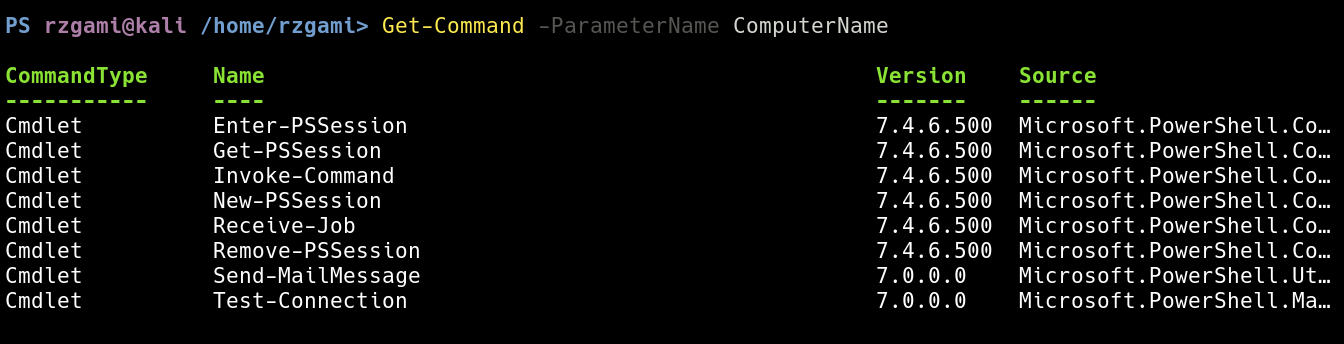 PS rzgami@kali /home/rzgami> Get-Command -ParameterName ComputerName
CommandType     Name                                               Version    Source
-----------     ----                                               -------    ------
Cmdlet          Enter-PSSession                                    7.4.6.500  Microsoft.PowerShell.Co…
Cmdlet          Get-PSSession                                      7.4.6.500  Microsoft.PowerShell.Co…
Cmdlet          Invoke-Command                                     7.4.6.500  Microsoft.PowerShell.Co…
Cmdlet          New-PSSession                                      7.4.6.500  Microsoft.PowerShell.Co…
Cmdlet          Receive-Job                                        7.4.6.500  Microsoft.PowerShell.Co…
Cmdlet          Remove-PSSession                                   7.4.6.500  Microsoft.PowerShell.Co…
Cmdlet          Send-MailMessage                                   7.0.0.0    Microsoft.PowerShell.Ut…
Cmdlet          Test-Connection                                    7.0.0.0    Microsoft.PowerShell.Ma…